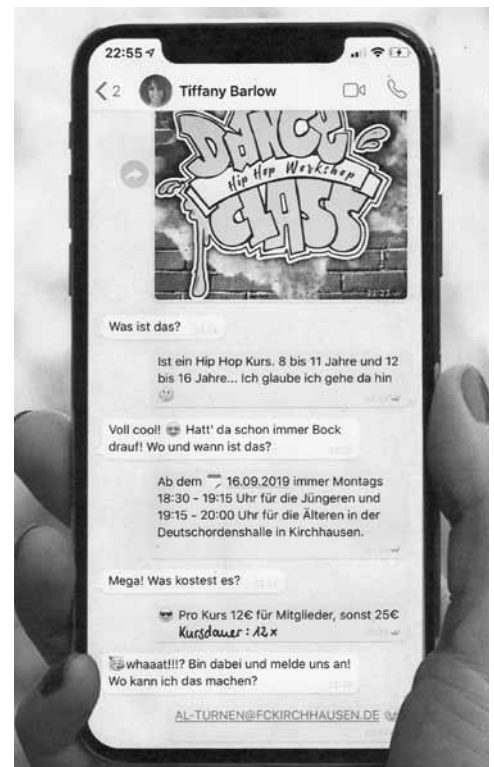 22:55
2
Tiffany Barlow
DANCE
Hip Hop Workshop
CLASS
22:23
Was ist das?
Ist ein Hip Hop Kurs. 8 bis 11 Jahre und 12
bis 16 Jahre... Ich glaube ich gehe da hin
Voll cool! 😎 Hatt' da schon immer Bock
drauf! Wo und wann ist das?
Ab dem 16.09.2019 immer Montags
18:30 - 19:15 Uhr für die Jüngeren und
19:15 - 20:00 Uhr für die Älteren in der
Deutschordenshalle in Kirchhausen.
Mega! Was kostest es?
😎 Pro Kurs 12€ für Mitglieder, sonst 25€
Kursdauer: 12x
whaaat!!!? Bin dabei und melde uns an!
Wo kann ich das machen?
AL-TURNEN@FCKIRCHHAUSEN.DE